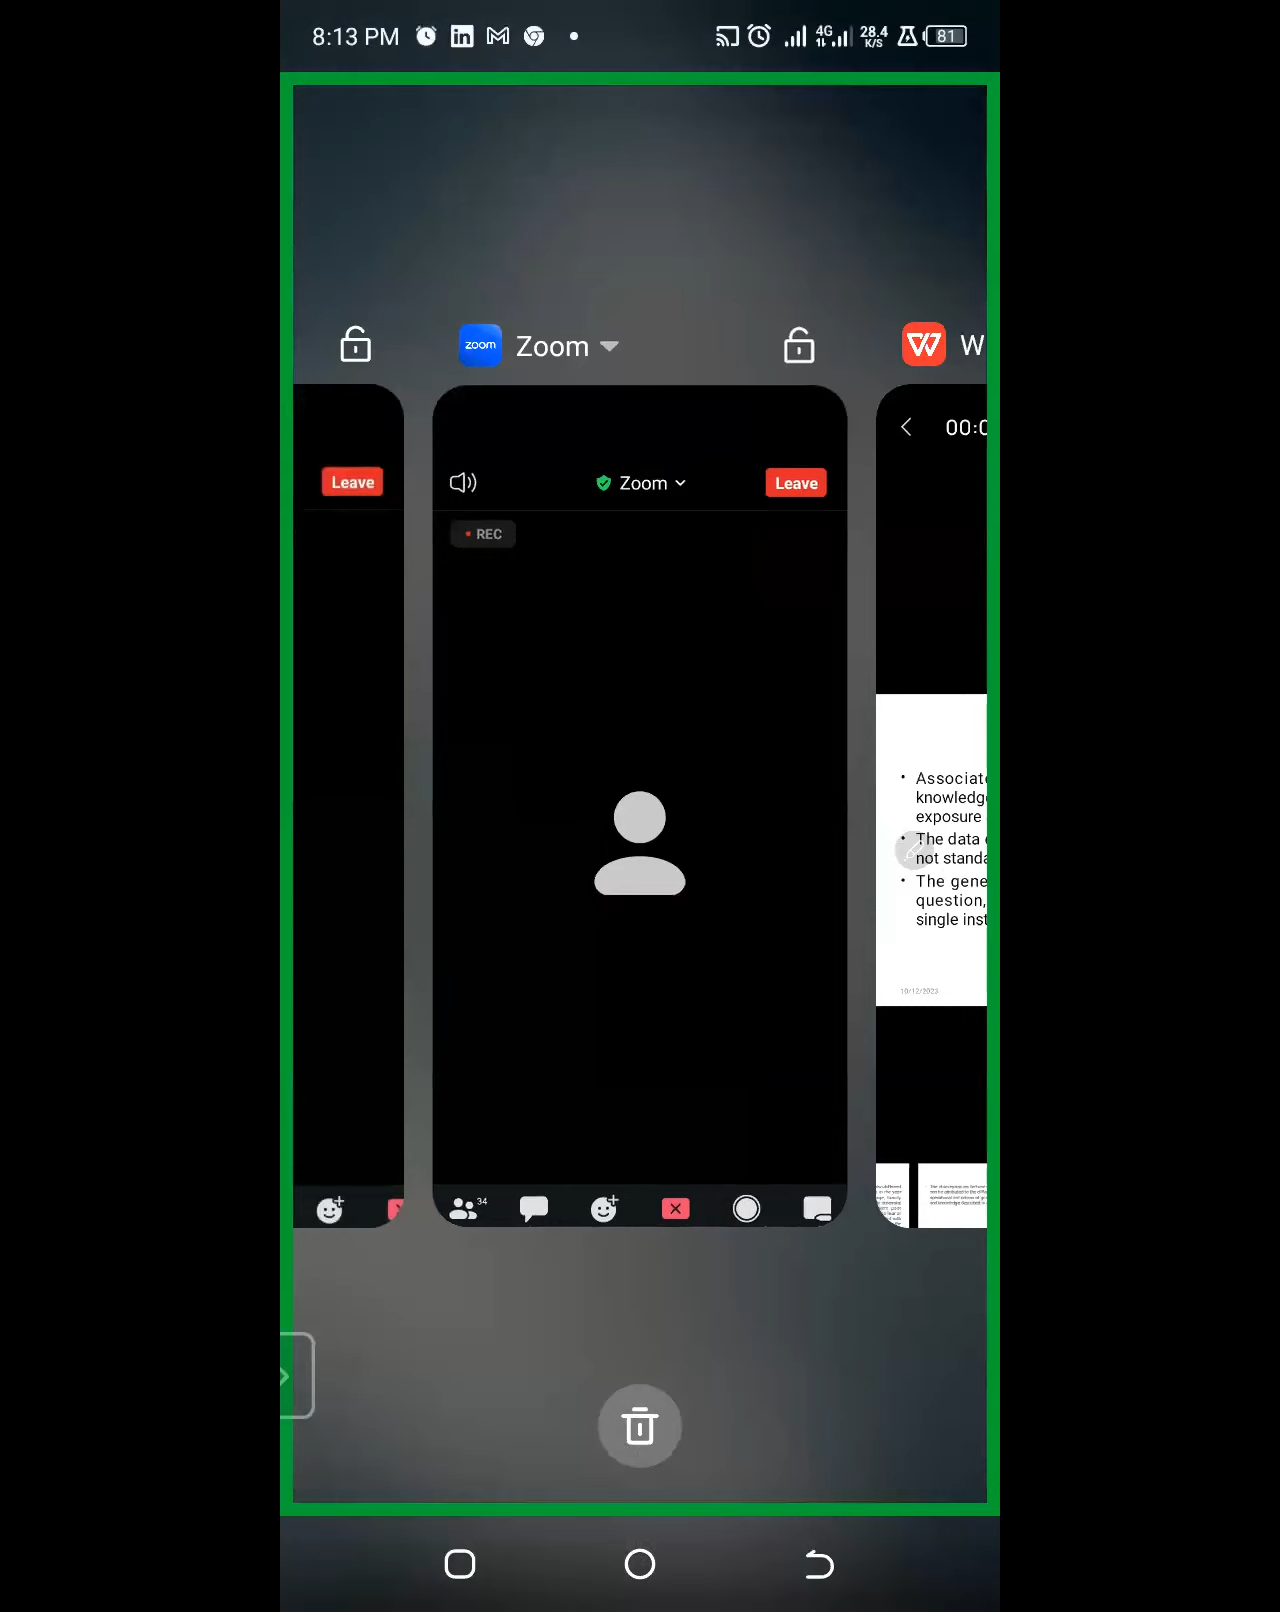 8:13 PM
4G
28.4
K/S
81
zoom
Zoom
W
Leave
Zoom
Leave
00:0
REC
Associat
knowledg
exposure
The data
not standa
The gene
question,
single inst
10/12/2023
34